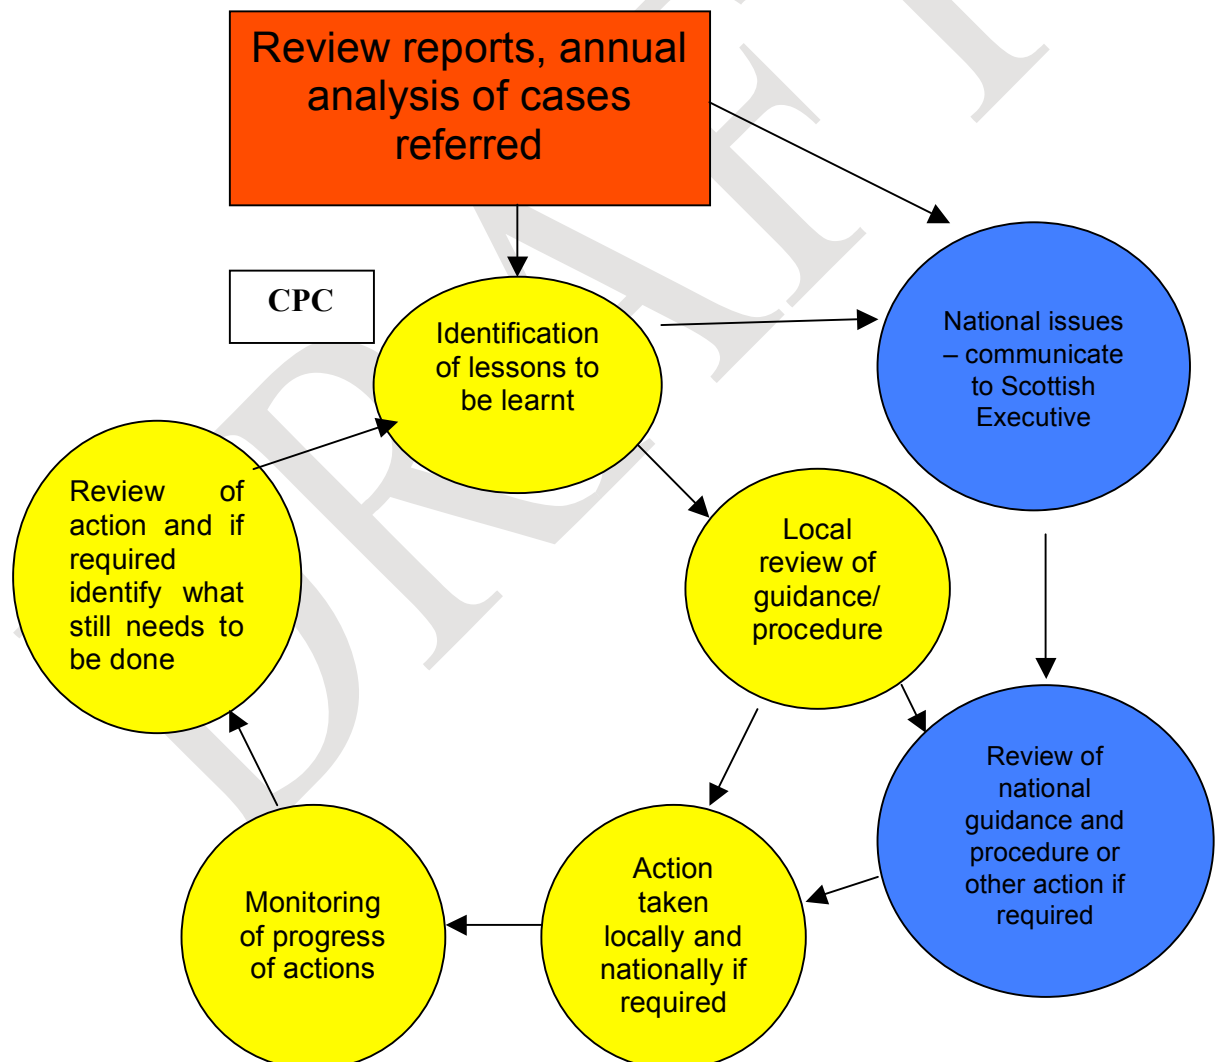 Review reports, annual
analysis of cases
referred
CPC
Identification
of lessons to
be learnt
National issues
– communicate
to Scottish
Executive
Review of
action and if
required
identify what
still needs to
be done
Local
review of
guidance/
procedure
Review of
national
guidance and
procedure or
other action if
required
Action
taken
locally and
nationally if
required
Monitoring
of progress
of actions
DRAFT